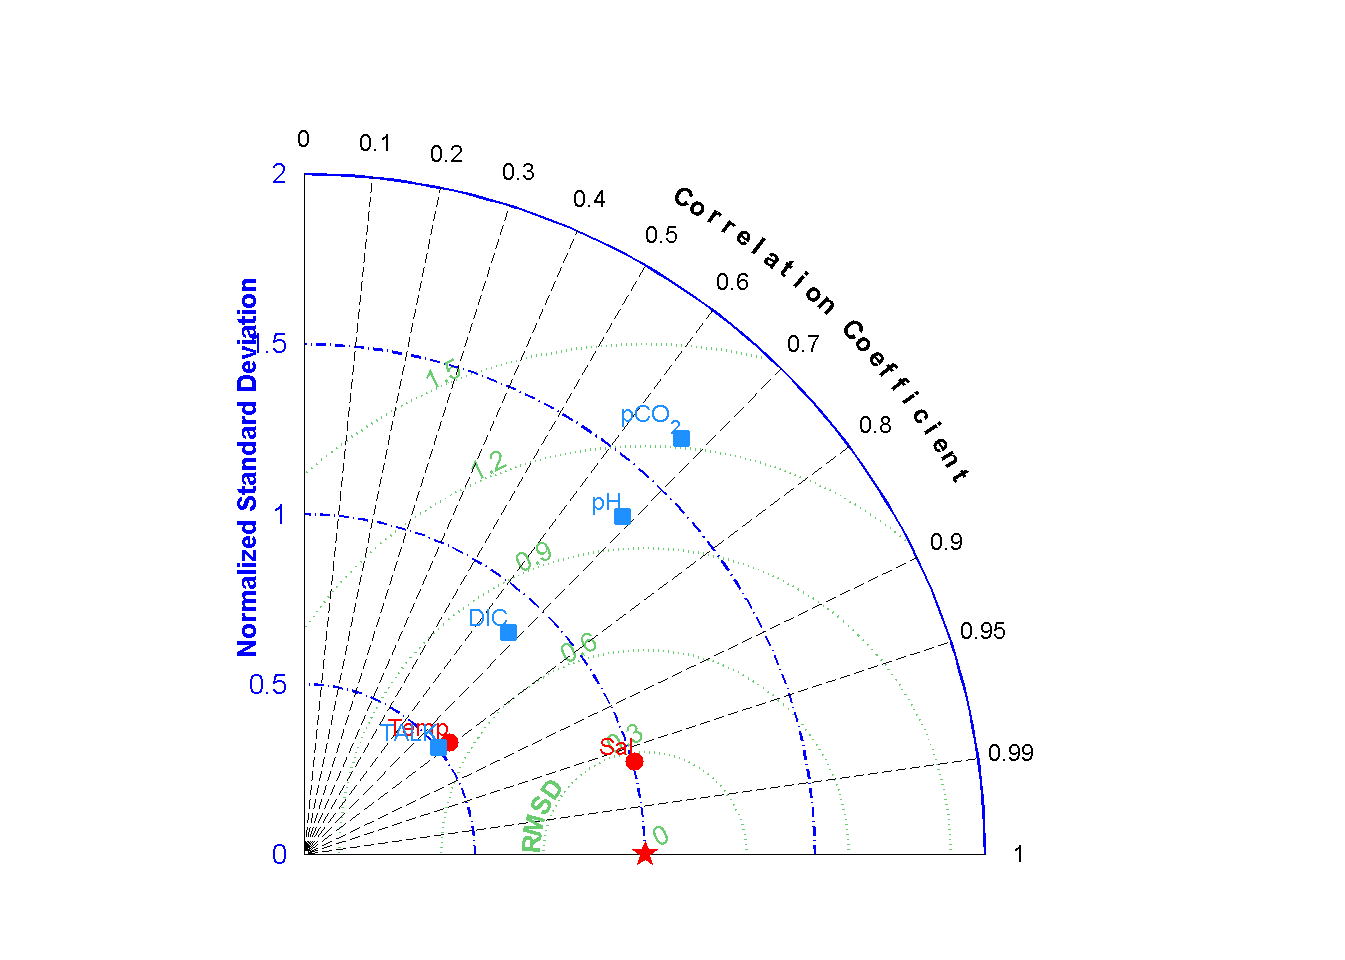 0
0.1
0.2
0.3
0.4
0.5
0.6
0.7
0.8
0.9
0.95
0.99
1
Correlation Coefficient
2
1.5
1
0.5
0
Normalized Standard Deviation
1.5
1.2
0.9
0.6
0.3
0
RMSD
pCO₂
pH
DIC
Temp
TALK
Sal